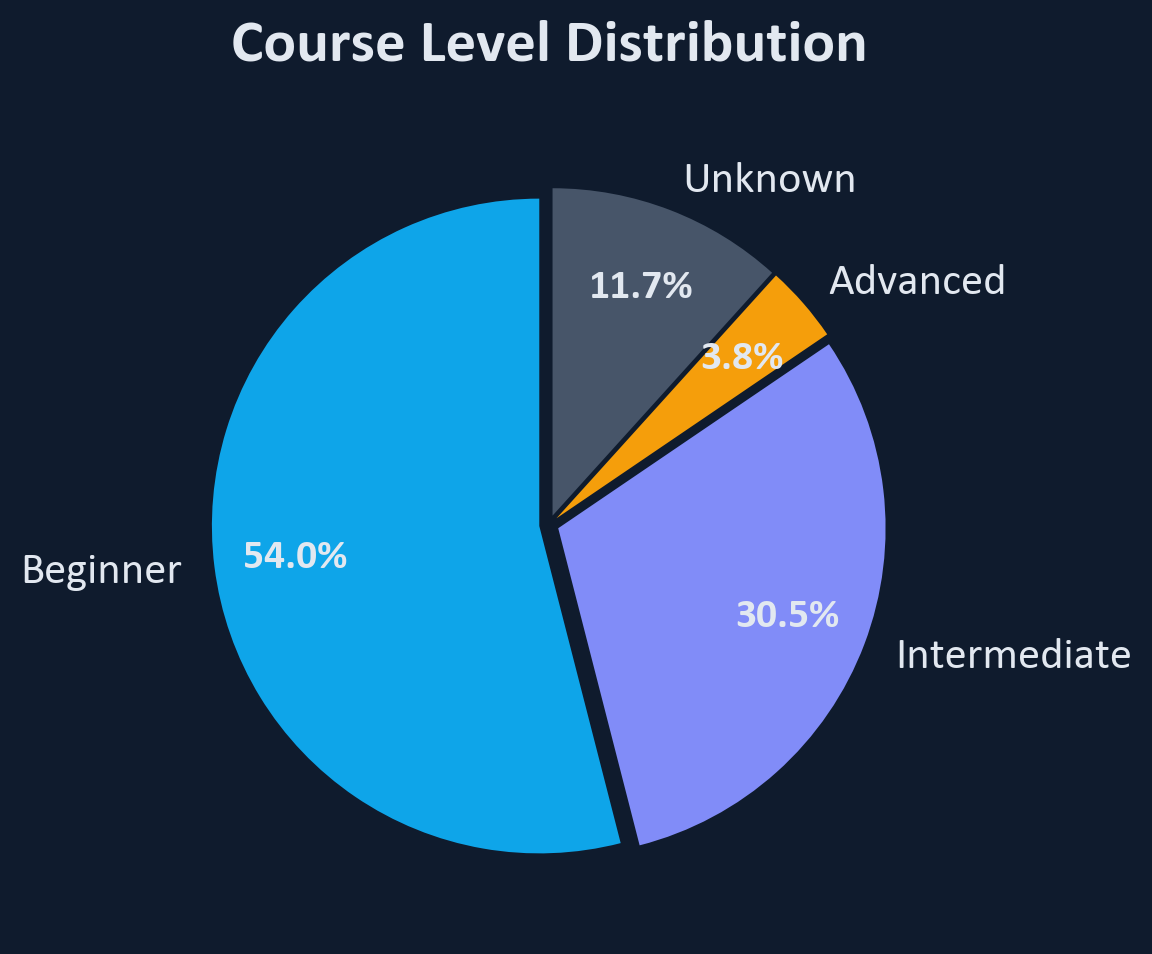 Course Level Distribution
Unknown
11.7%
Advanced
3.8%
Beginner
54.0%
30.5%
Intermediate